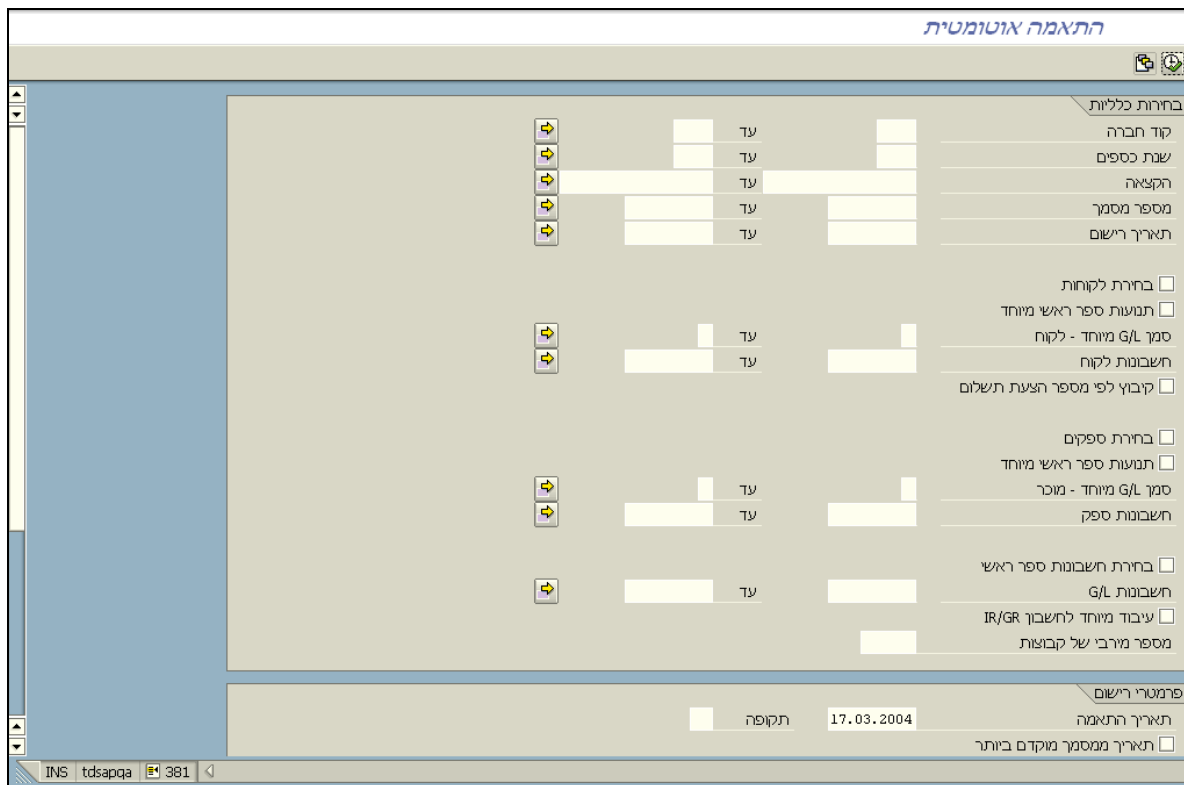 התאמה אוטומטית
בחירות כלליות
קוד חברה עד
שנת כספים עד
הקצאה עד
מספר מסמך עד
תאריך רישום עד
בחירת לקוחות
תנועות ספר ראשי מיוחד
סמן G/L מיוחד - לקוח עד
חשבונות לקוח עד
קיבוץ לפי מספר הצעת תשלום
בחירת ספקים
תנועות ספר ראשי מיוחד
סמן G/L מיוחד - מוכר עד
חשבונות ספק עד
בחירת חשבונות ספר ראשי
חשבונות G/L עד
עיבוד מיוחד לחשבון IR/GR
מספר מירבי של קבוצות
פרמטרי רישום
תאריך התאמה 17.03.2004 תקופה
תאריך ממסמך מוקדם ביותר
INS tdsapqa 381